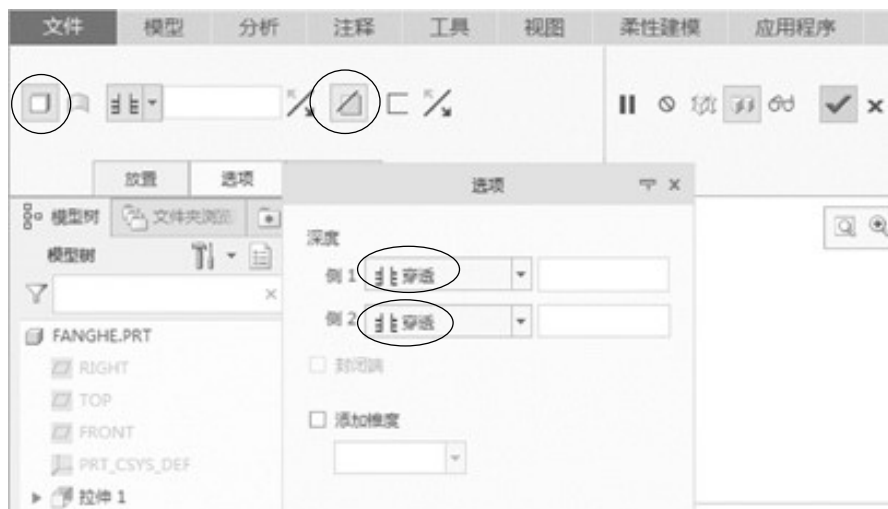 文件 模型 分析 注释 工具 视图 柔性建模 应用程序
放置 选项
选项
模型树 文件夹浏览
深度
模型树
侧 1 穿透
侧 2 穿透
FANGHE.PRT
封闭端
RIGHT
TOP
添加锥度
FRONT
PRT_CSYS_DEF
拉伸 1